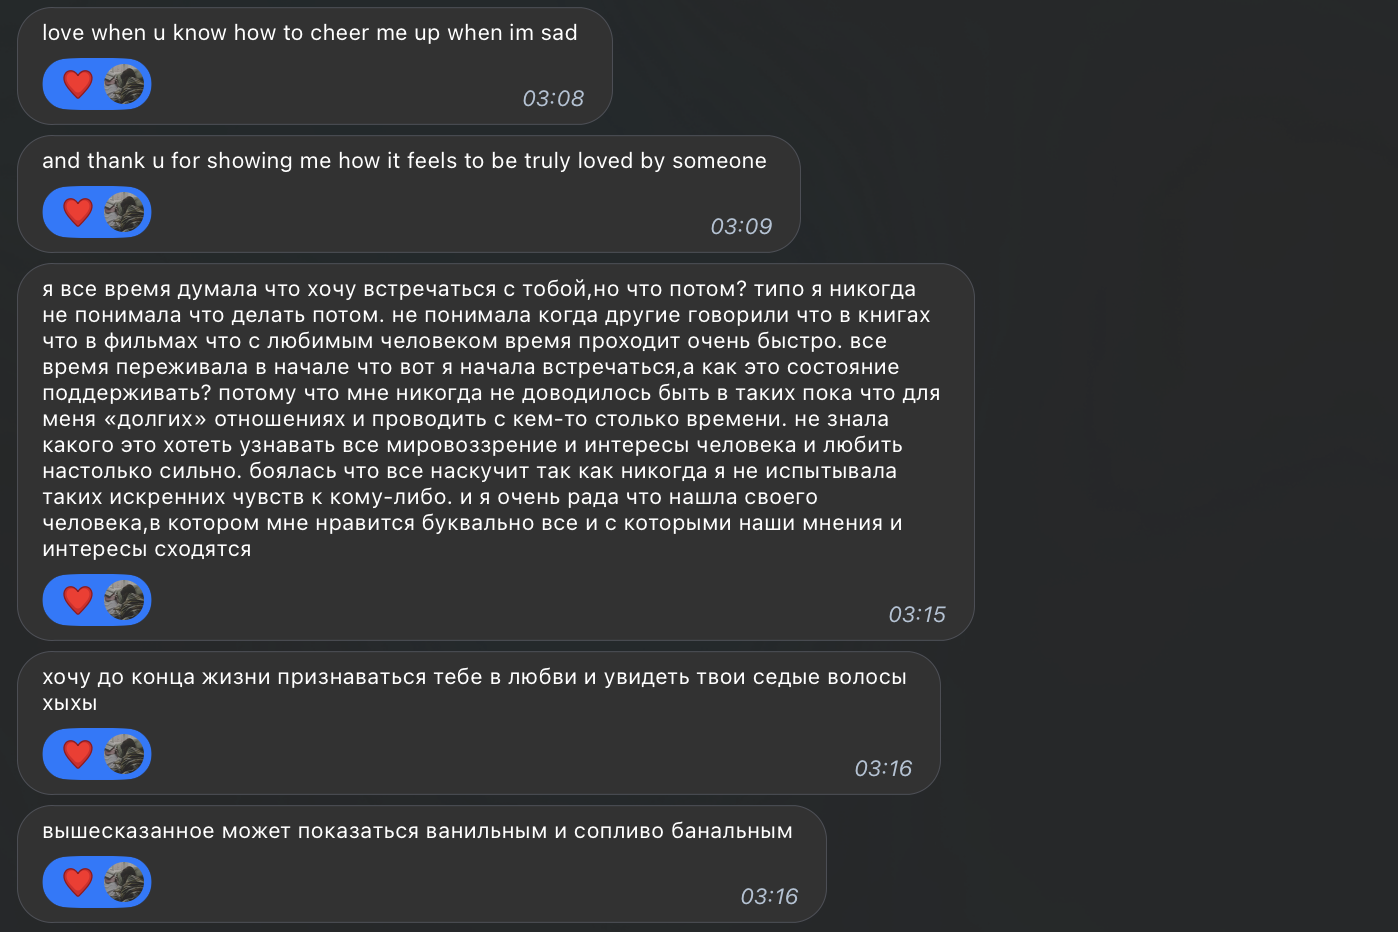 love when u know how to cheer me up when im sad
03:08
and thank u for showing me how it feels to be truly loved by someone
03:09
я все время думала что хочу встречаться с тобой,но что потом? типо я никогда
не понимала что делать потом. не понимала когда другие говорили что в книгах
что в фильмах что с любимым человеком время проходит очень быстро. все
время переживала в начале что вот я начала встречаться,а как это состояние
поддерживать? потому что мне никогда не доводилось быть в таких пока что для
меня «долгих» отношениях и проводить с кем-то столько времени. не знала
какого это хотеть узнавать все мировоззрение и интересы человека и любить
настолько сильно. боялась что все наскучит так как никогда я не испытывала
таких искренних чувств к кому-либо. и я очень рада что нашла своего
человека,в котором мне нравится буквально все и с которыми наши мнения и
интересы сходятся
03:15
хочу до конца жизни признаваться тебе в любви и увидеть твои седые волосы
хыхы
03:16
вышесказанное может показаться ванильным и сопливо банальным
03:16